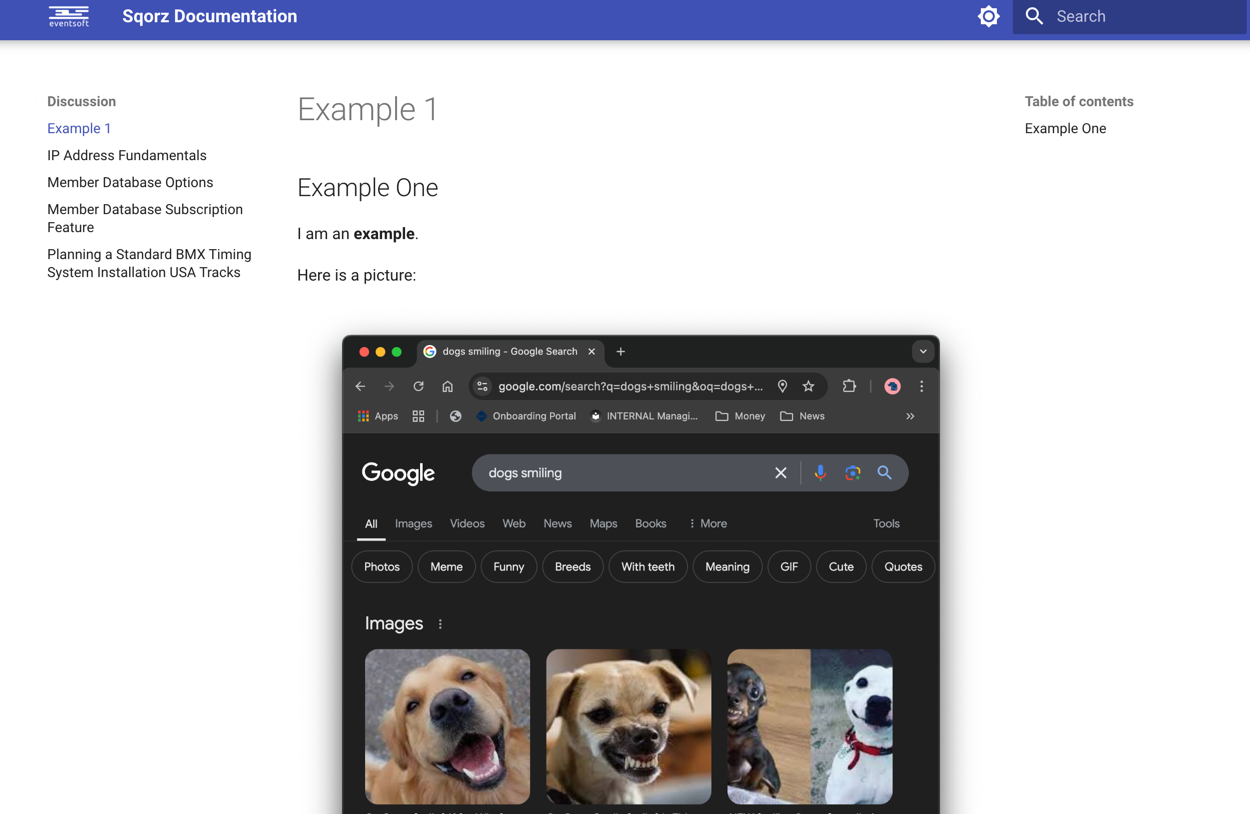 eventsoft
Sqorz Documentation
Search
Discussion
Example 1
IP Address Fundamentals
Member Database Options
Member Database Subscription
Feature
Planning a Standard BMX Timing
System Installation USA Tracks
Example 1
Example One
I am an example.
Here is a picture:
dogs smiling - Google Search
google.com/search?q=dogs+smiling&oq=dogs+...
Apps
Onboarding Portal
INTERNAL Managi...
Money
News
Google
dogs smiling
All Images Videos Web News Maps Books More Tools
Photos Meme Funny Breeds With teeth Meaning GIF Cute Quotes
Images
Table of contents
Example One